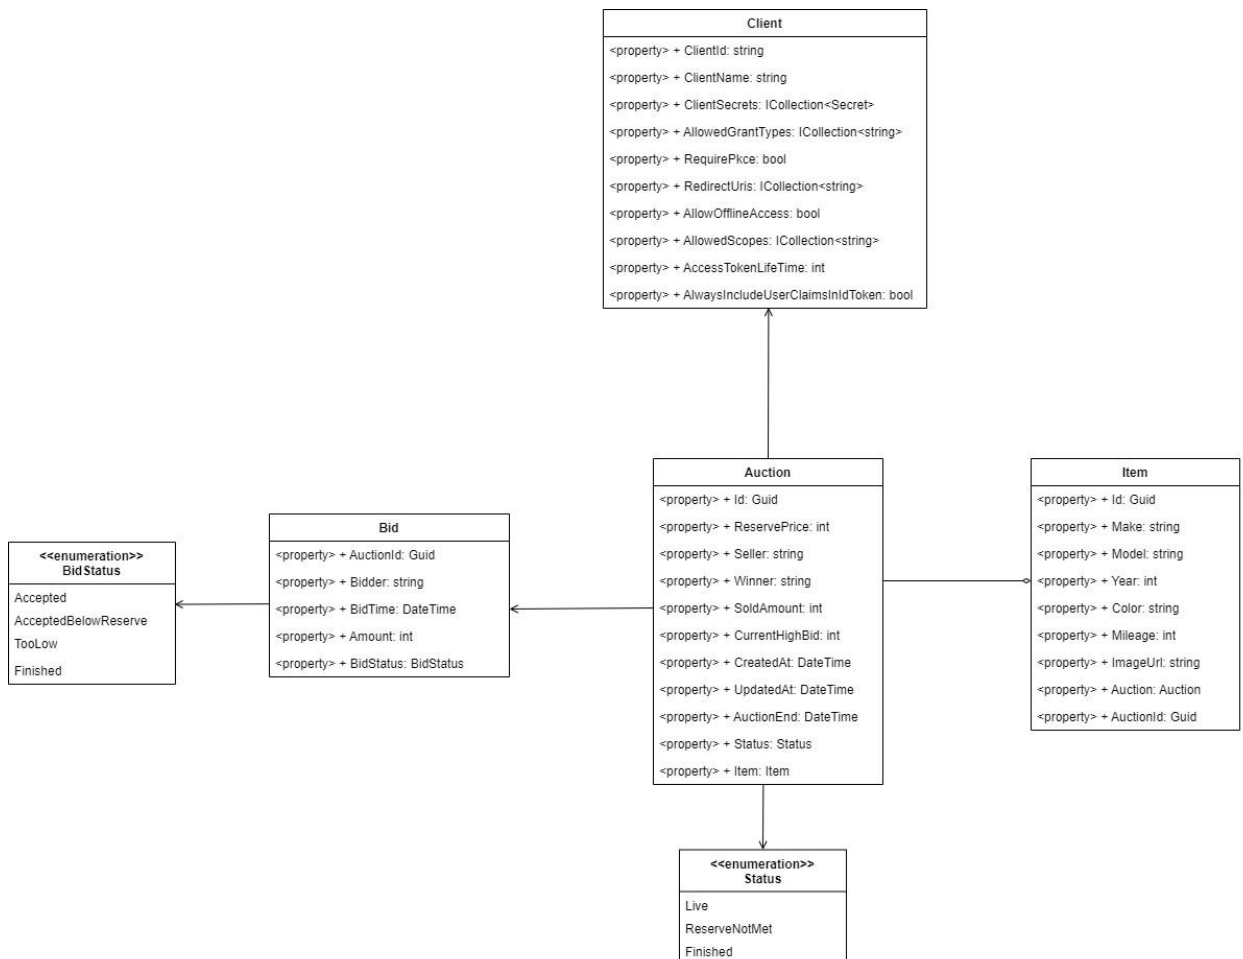 Client
<property> + ClientId: string
<property> + ClientName: string
<property> + ClientSecrets: ICollection<Secret>
<property> + AllowedGrantTypes: ICollection<string>
<property> + RequirePkce: bool
<property> + RedirectUris: ICollection<string>
<property> + AllowOfflineAccess: bool
<property> + AllowedScopes: ICollection<string>
<property> + AccessTokenLifeTime: int
<property> + AlwaysIncludeUserClaimsInIdToken: bool
<<enumeration>>
BidStatus
Accepted
AcceptedBelowReserve
TooLow
Finished
Bid
<property> + AuctionId: Guid
<property> + Bidder: string
<property> + BidTime: DateTime
<property> + Amount: int
<property> + BidStatus: BidStatus
Auction
<property> + Id: Guid
<property> + ReservePrice: int
<property> + Seller: string
<property> + Winner: string
<property> + SoldAmount: int
<property> + CurrentHighBid: int
<property> + CreatedAt: DateTime
<property> + UpdatedAt: DateTime
<property> + AuctionEnd: DateTime
<property> + Status: Status
<property> + Item: Item
Item
<property> + Id: Guid
<property> + Make: string
<property> + Model: string
<property> + Year: int
<property> + Color: string
<property> + Mileage: int
<property> + ImageUrl: string
<property> + Auction: Auction
<property> + AuctionId: Guid
<<enumeration>>
Status
Live
ReserveNotMet
Finished